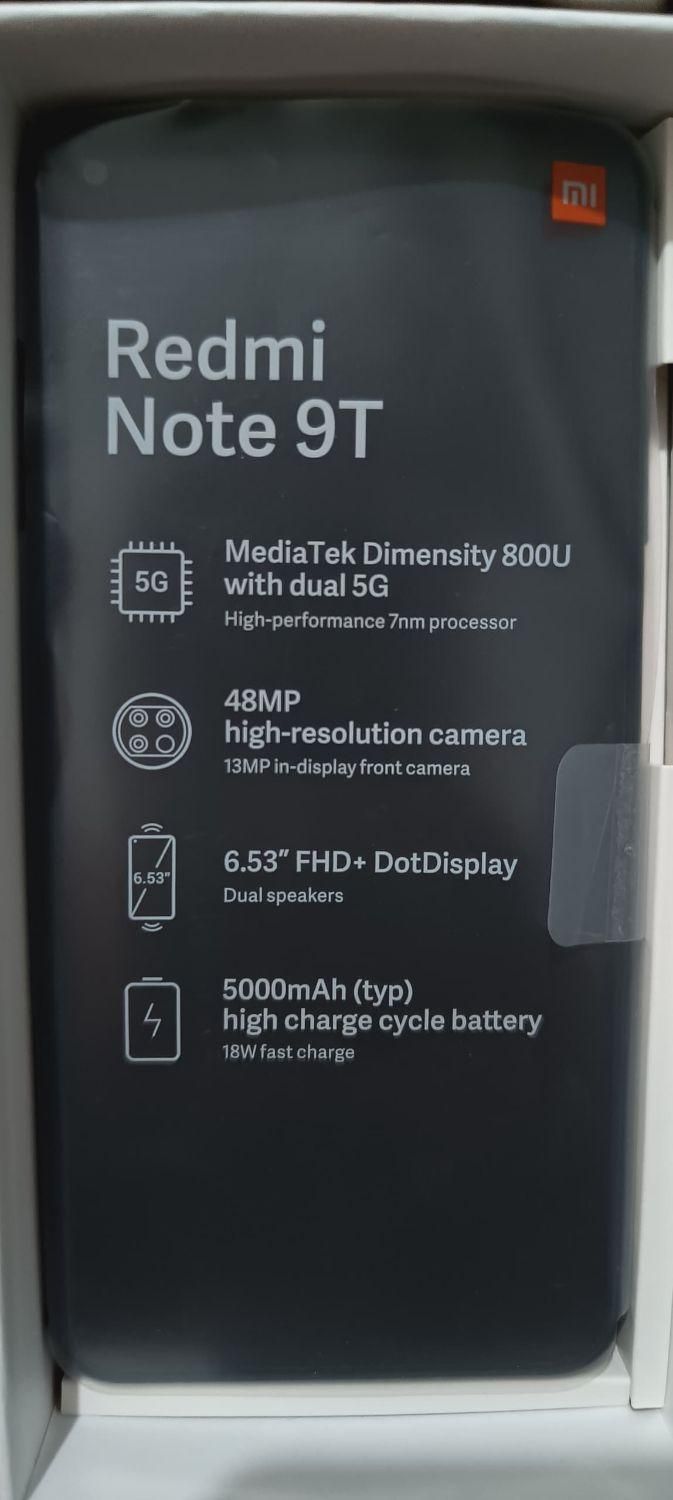 mi
Redmi
Note 9T
5G
MediaTek Dimensity 800U
with dual 5G
High-performance 7nm processor
48MP
high-resolution camera
13MP in-display front camera
6.53"
6.53″ FHD+ DotDisplay
Dual speakers
5000mAh (typ)
high charge cycle battery
18W fast charge